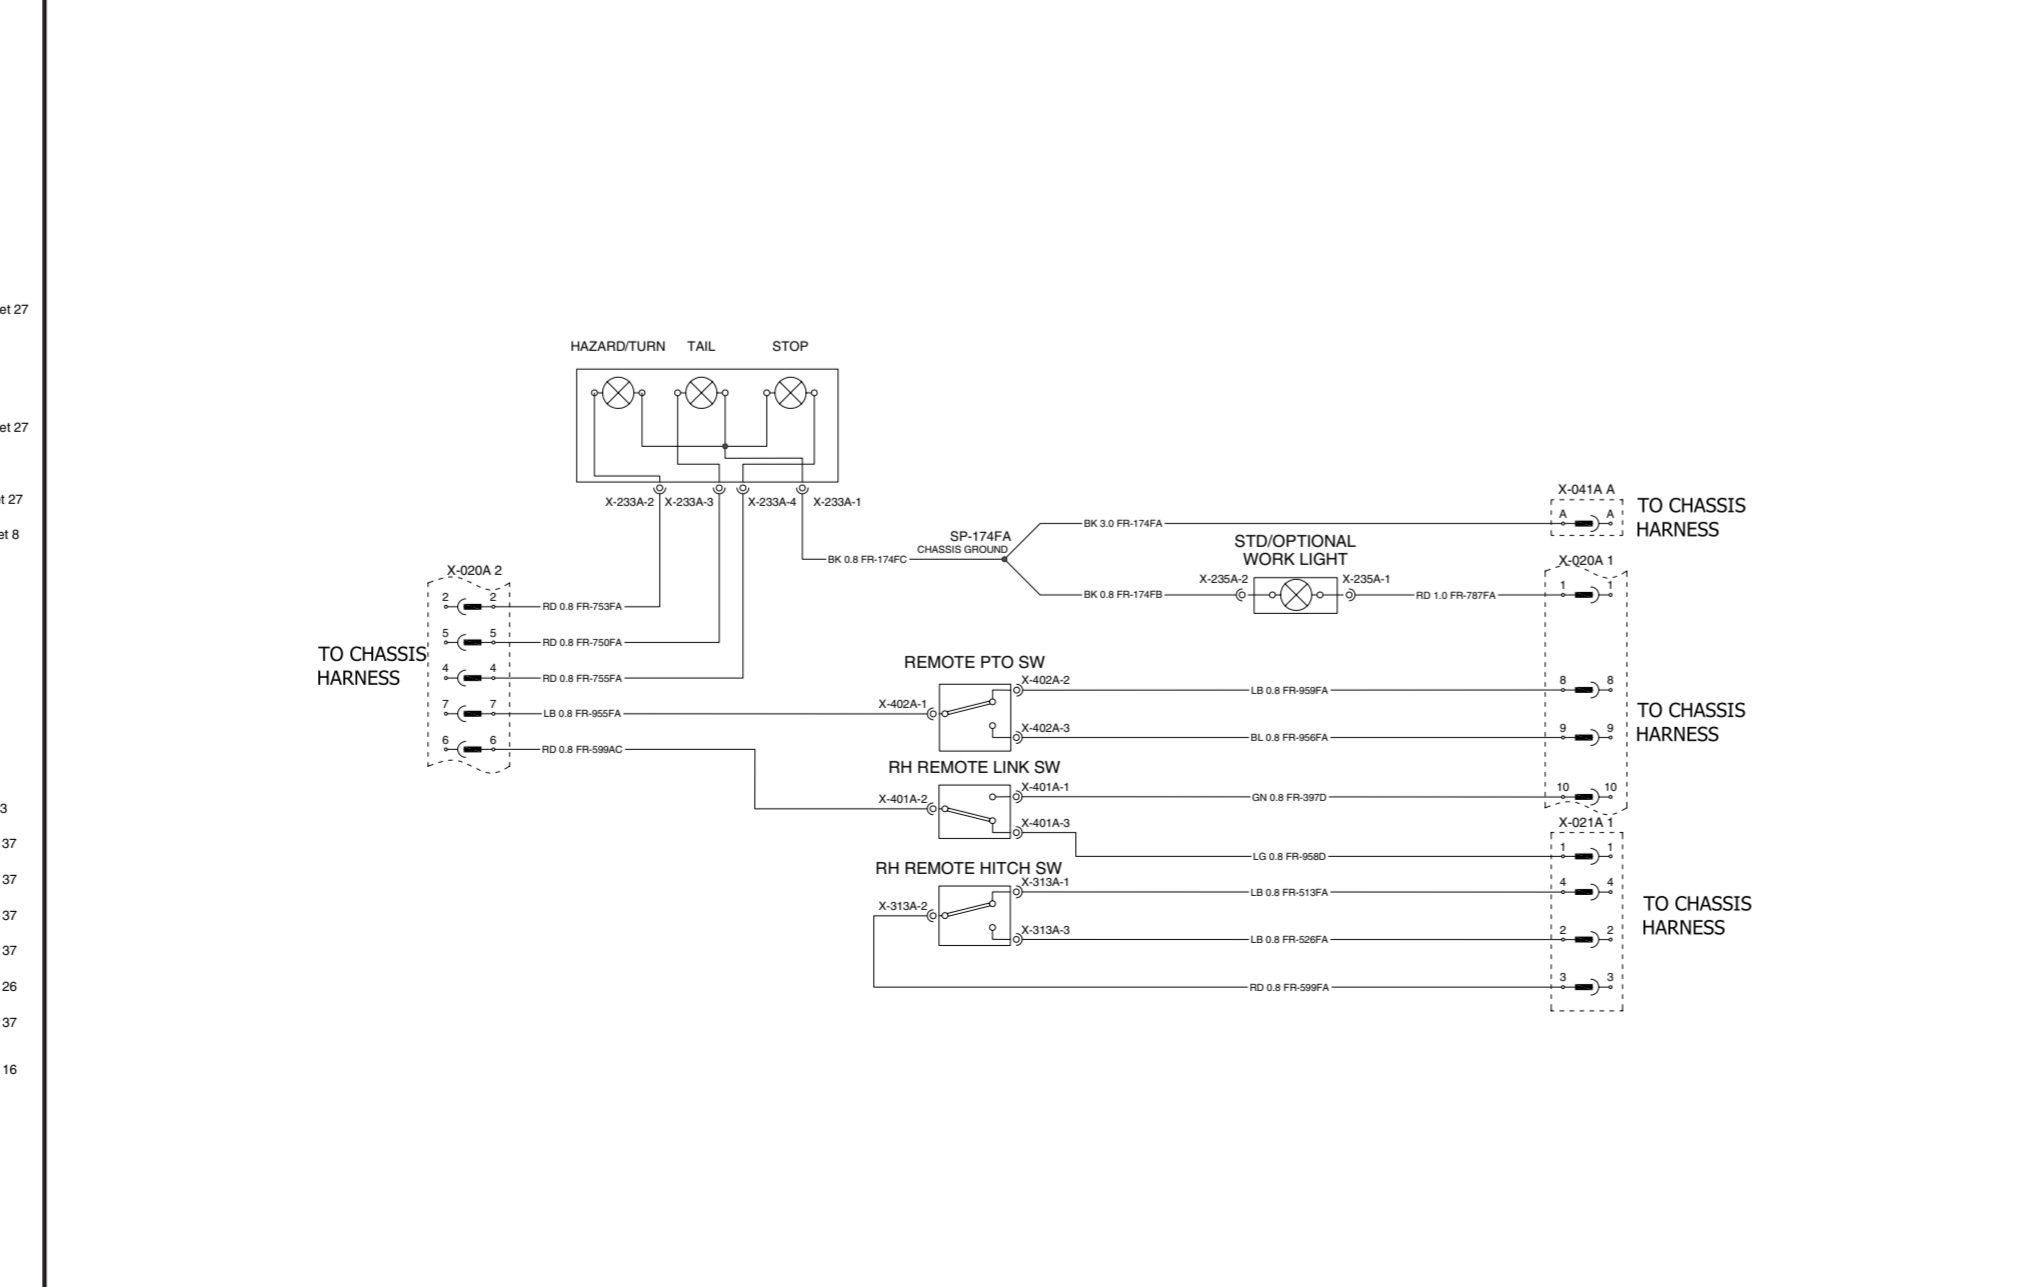 et 27
et 27
t 27
et 8
3
37
37
37
37
26
37
16
HAZARD/TURN TAIL STOP
X-233A-2 X-233A-3 X-233A-4 X-233A-1
X-020A 2
2 2 RD 0.8 FR-753FA
5 5 RD 0.8 FR-750FA
4 4 RD 0.8 FR-755FA
7 7 LB 0.8 FR-955FA
6 6 RD 0.8 FR-599AC
TO CHASSIS
HARNESS
BK 0.8 FR-174FC
SP-174FA
CHASSIS GROUND
BK 3.0 FR-174FA
X-041A A
A A
TO CHASSIS
HARNESS
STD/OPTIONAL
WORK LIGHT
BK 0.8 FR-174FB
X-235A-2 X-235A-1
RD 1.0 FR-787FA
X-020A 1
1 1
REMOTE PTO SW
X-402A-1
X-402A-2
LB 0.8 FR-959FA
8 8
X-402A-3
BL 0.8 FR-956FA
9 9
TO CHASSIS
HARNESS
RH REMOTE LINK SW
X-401A-2
X-401A-1
GN 0.8 FR-397D
10 10
X-401A-3
X-021A 1
LG 0.8 FR-958D
1 1
RH REMOTE HITCH SW
X-313A-2
X-313A-1
LB 0.8 FR-513FA
4 4
X-313A-3
LB 0.8 FR-526FA
2 2
RD 0.8 FR-599FA
3 3
TO CHASSIS
HARNESS